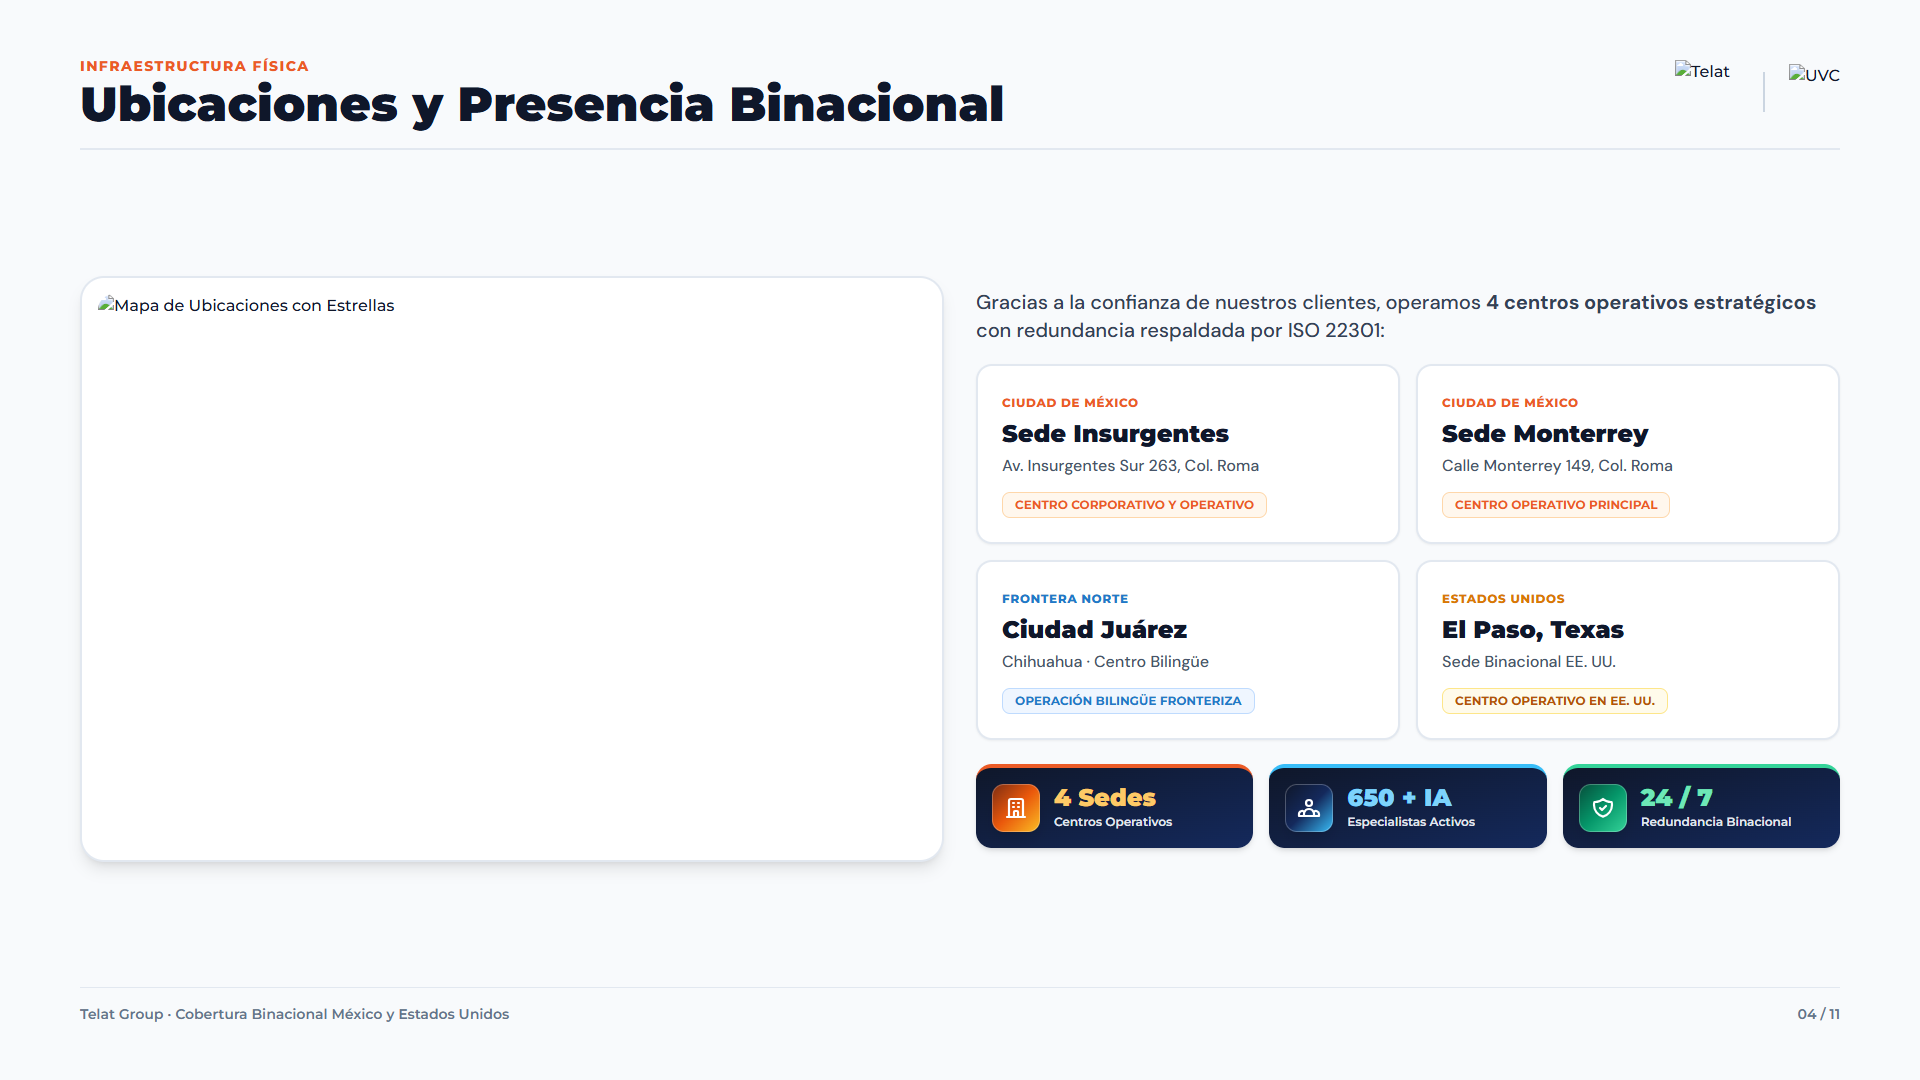 INFRAESTRUCTURA FÍSICA
Ubicaciones y Presencia Binacional
Telat
UVC
Mapa de Ubicaciones con Estrellas
Gracias a la confianza de nuestros clientes, operamos 4 centros operativos estratégicos
con redundancia respaldada por ISO 22301:
CIUDAD DE MÉXICO
Sede Insurgentes
Av. Insurgentes Sur 263, Col. Roma
CENTRO CORPORATIVO Y OPERATIVO
CIUDAD DE MÉXICO
Sede Monterrey
Calle Monterrey 149, Col. Roma
CENTRO OPERATIVO PRINCIPAL
FRONTERA NORTE
Ciudad Juárez
Chihuahua · Centro Bilingüe
OPERACIÓN BILINGÜE FRONTERIZA
ESTADOS UNIDOS
El Paso, Texas
Sede Binacional EE. UU.
CENTRO OPERATIVO EN EE. UU.
4 Sedes
Centros Operativos
650 + IA
Especialistas Activos
24 / 7
Redundancia Binacional
Telat Group · Cobertura Binacional México y Estados Unidos
04 / 11